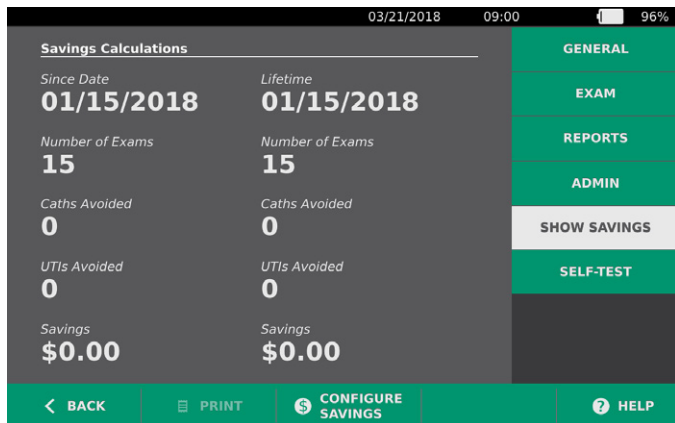 03/21/2018 09:00 96%
Savings Calculations
Since Date Lifetime
01/15/2018 01/15/2018
Number of Exams Number of Exams
15 15
Caths Avoided Caths Avoided
0 0
UTIs Avoided UTIs Avoided
0 0
Savings Savings
$0.00 $0.00
GENERAL
EXAM
REPORTS
ADMIN
SHOW SAVINGS
SELF-TEST
BACK PRINT $ CONFIGURE
SAVINGS
? HELP